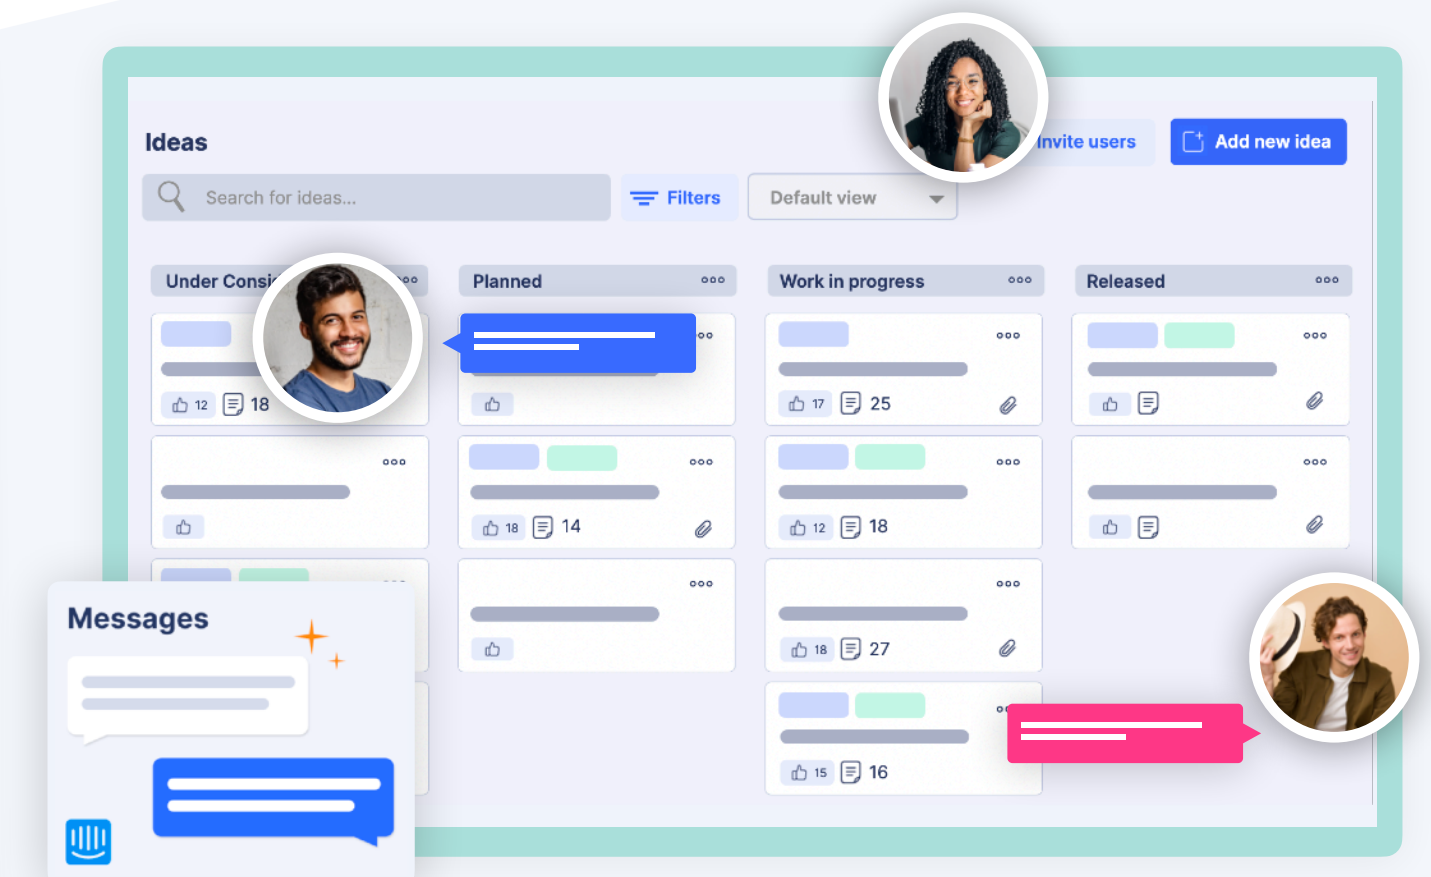 Ideas
Invite users
Add new idea
Search for ideas...
Filters
Default view
Under Consi
Planned
Work in progress
Released
12 18
17 25
18 14
12 18
18 27
15 16
Messages